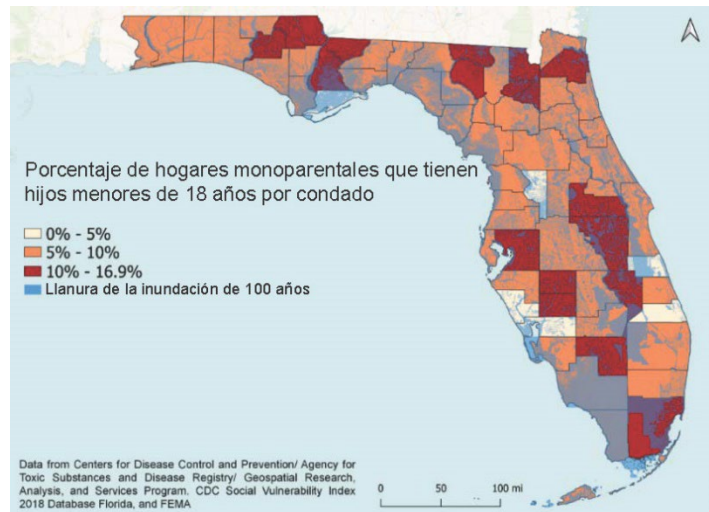 Porcentaje de hogares monoparentales que tienen
hijos menores de 18 años por condado
0% - 5%
5% - 10%
10% - 16.9%
Llanura de la inundación de 100 años
Data from Centers for Disease Control and Prevention/ Agency for
Toxic Substances and Disease Registry/ Geospatial Research,
Analysis, and Services Program. CDC Social Vulnerability Index
2018 Database Florida, and FEMA
0 50 100 mi